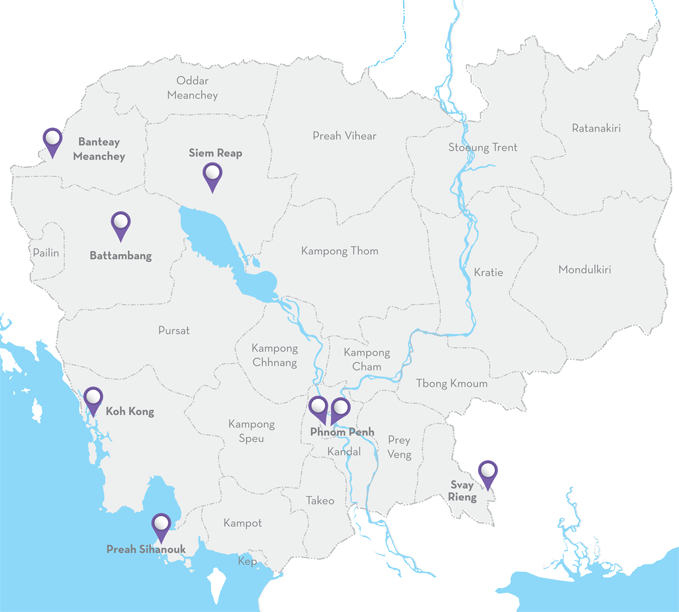 Oddar
Meanchey
Banteay
Meanchey
Siem Reap
Preah Vihear
Stoeung Trent
Ratanakiri
Pailin
Battambang
Kampong Thom
Kratie
Mondulkiri
Pursat
Kampong
Chhnang
Kampong
Cham
Tbong Kmoum
Koh Kong
Kampong
Speu
Phnom Penh
Kandal
Prey
Veng
Svay
Rieng
Takeo
Kampot
Preah Sihanouk
Kep